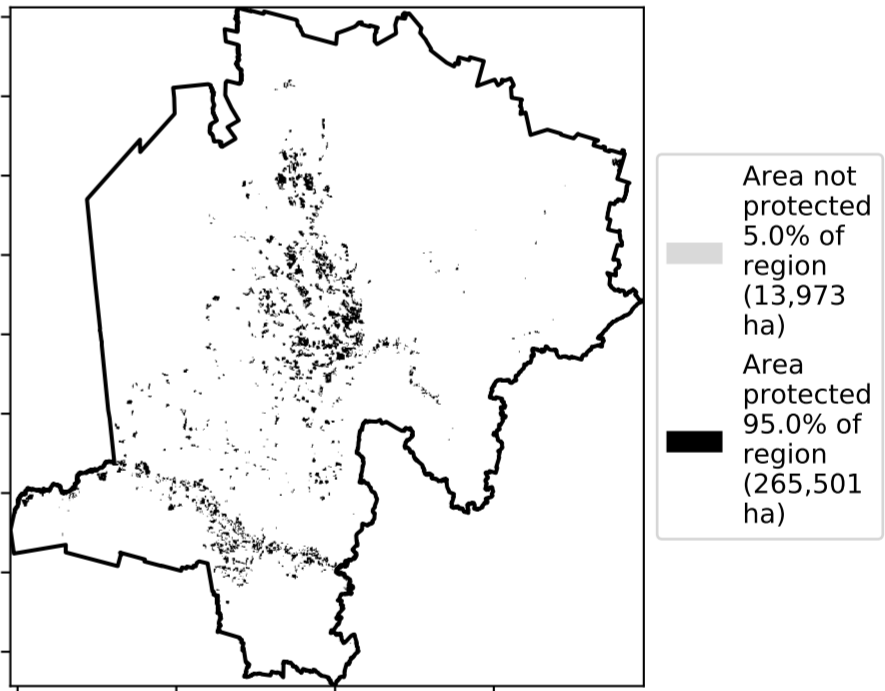 Area not
protected
5.0% of
region
(13,973
ha)
Area
protected
95.0% of
region
(265,501
ha)